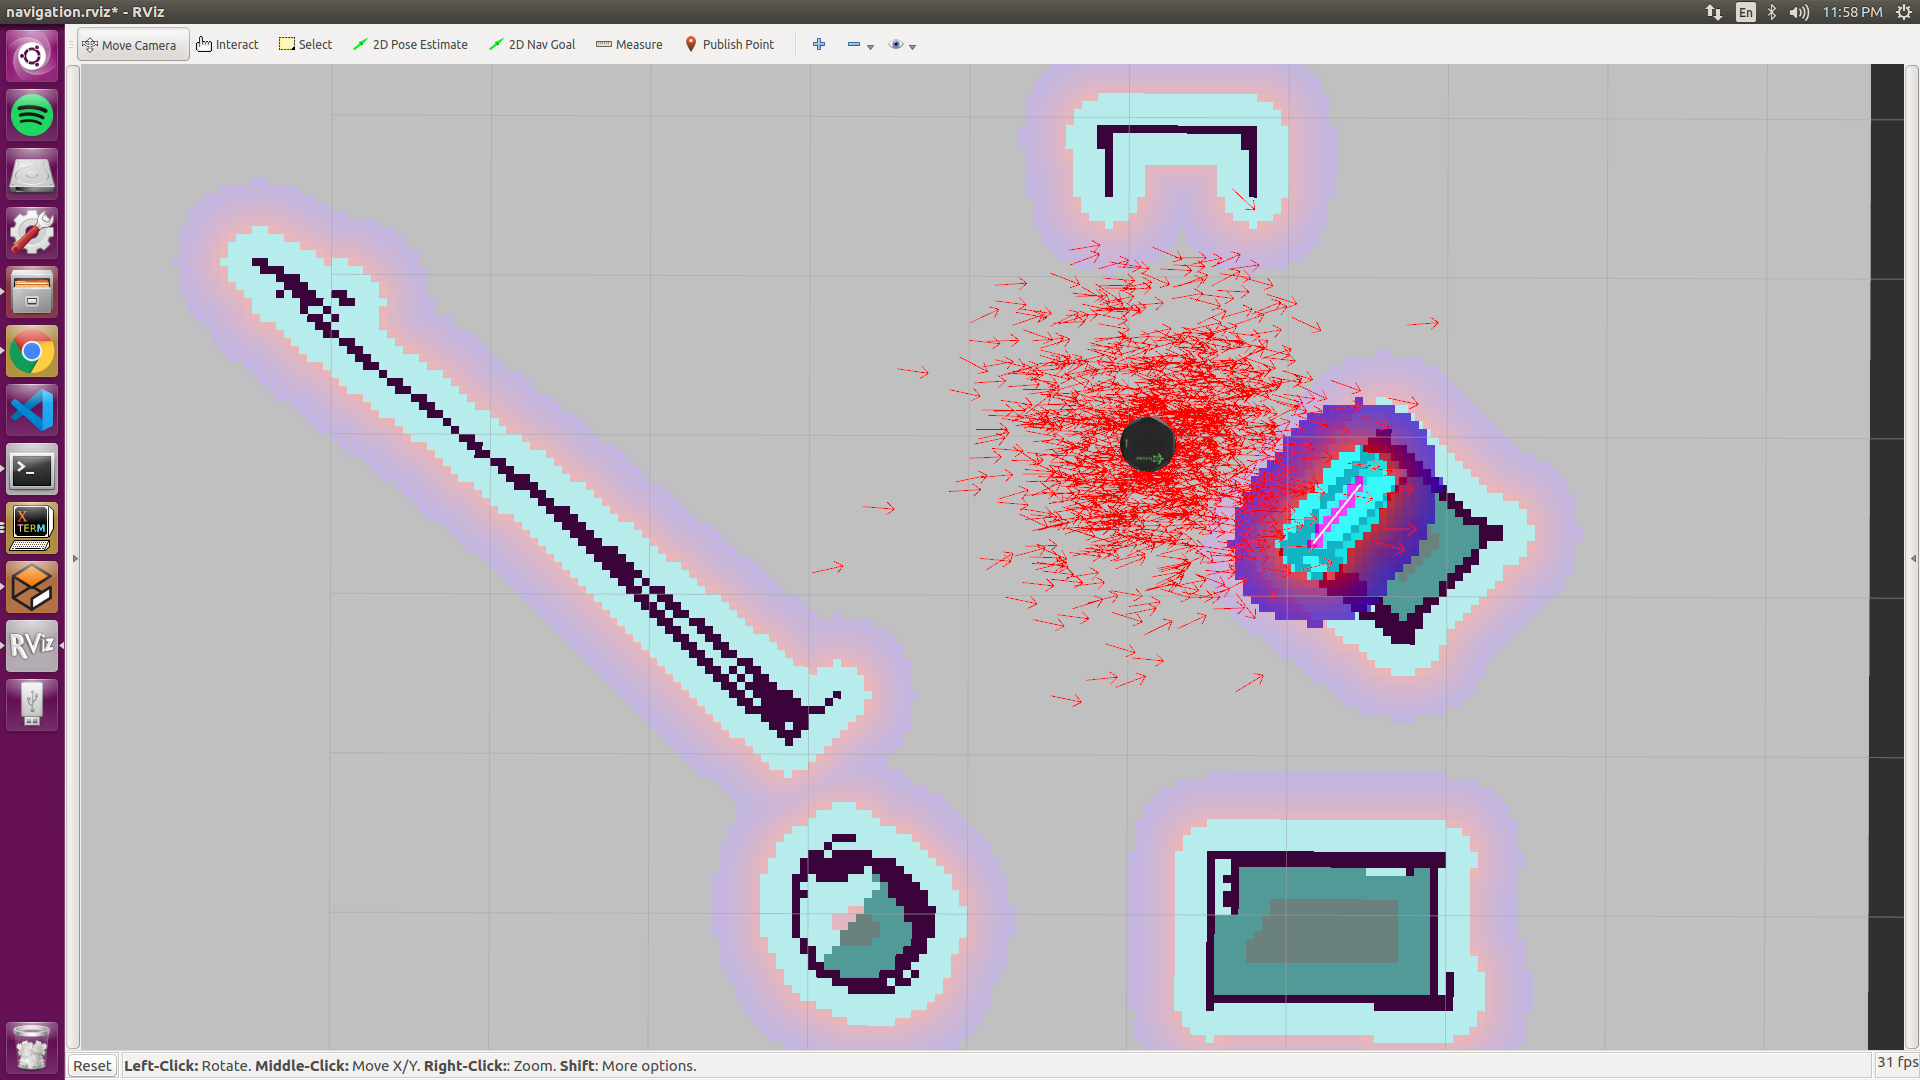 navigation.rviz* - RViz
En
11:58 PM
Move Camera
Interact
Select
2D Pose Estimate
2D Nav Goal
Measure
Publish Point
>_
X
TERM
RViz
Reset
Left-Click: Rotate. Middle-Click: Move X/Y. Right-Click:: Zoom. Shift: More options.
31 fps